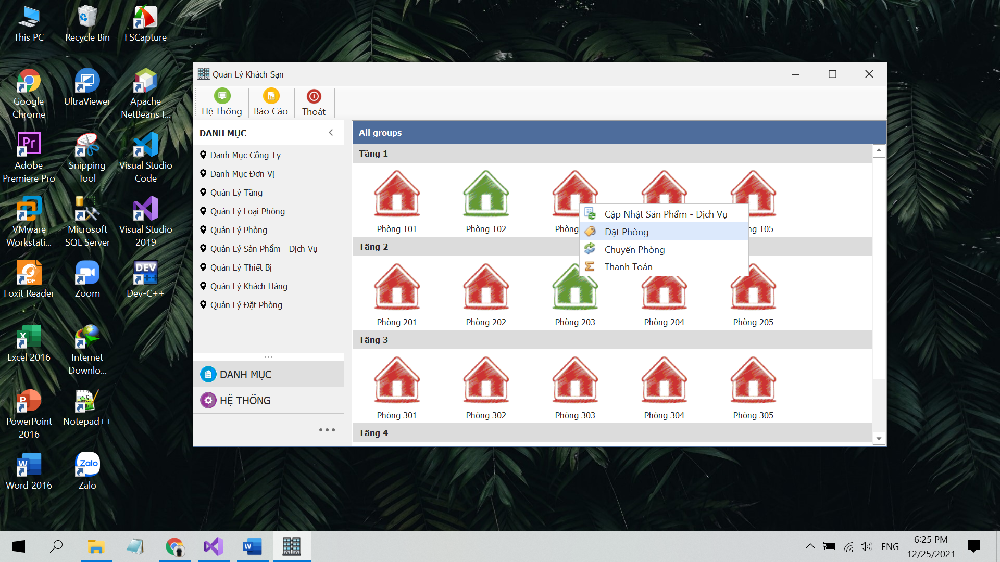 This PC
Recycle Bin
FSCapture
Google
Chrome
UltraViewer
Apache
NetBeans I...
Adobe
Premiere Pro
Snipping
Tool
Visual Studio
Code
VMware
Workstati...
Microsoft
SQL Server
Visual Studio
2019
Foxit Reader
Zoom
Dev-C++
Excel 2016
Internet
Downlo...
PowerPoint
2016
Notepad++
Word 2016
Zalo
Quản Lý Khách Sạn
Hệ Thống
Báo Cáo
Thoát
DANH MỤC
Danh Mục Công Ty
Danh Mục Đơn Vị
Quản Lý Tầng
Quản Lý Loại Phòng
Quản Lý Phòng
Quản Lý Sản Phẩm - Dịch Vụ
Quản Lý Thiết Bị
Quản Lý Khách Hàng
Quản Lý Đặt Phòng
DANH MỤC
HỆ THỐNG
All groups
Tầng 1
Phòng 101
Phòng 102
Phòng
ng 105
Cập Nhật Sản Phẩm - Dịch Vụ
Đặt Phòng
Chuyển Phòng
Thanh Toán
Tầng 2
Phòng 201
Phòng 202
Phòng 203
Phòng 204
Phòng 205
Tầng 3
Phòng 301
Phòng 302
Phòng 303
Phòng 304
Phòng 305
Tầng 4
ENG
6:25 PM
12/25/2021